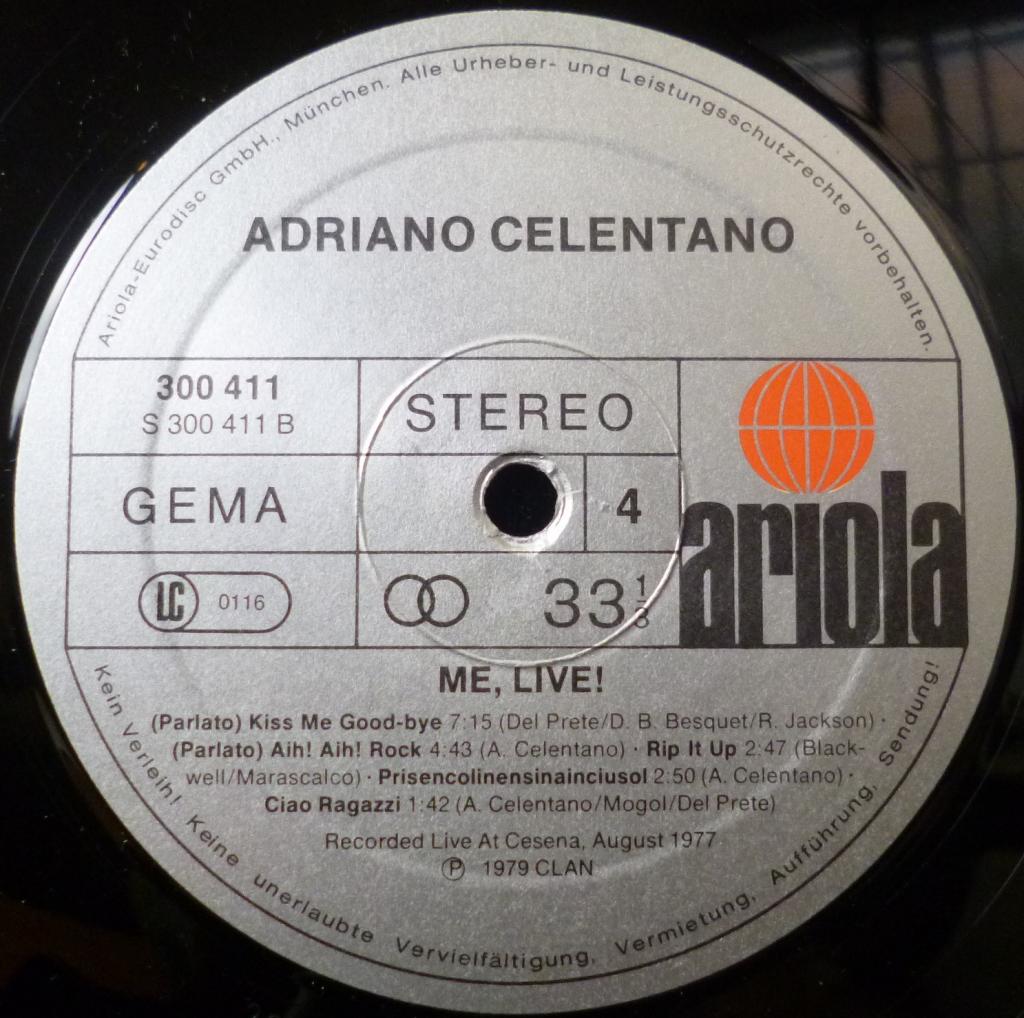 Ariola-Eurodisc GmbH., München. Alle Urheber- und Leistungsschutzrechte vorbehalten.
ADRIANO CELENTANO
300 411
S 300 411 B
STEREO
GEMA
4
LC 0116
33 1/3
ariola
ME, LIVE!
(Parlato) Kiss Me Good-bye 7:15 (Del Prete/D. B. Besquet/R. Jackson) ·
(Parlato) Aih! Aih! Rock 4:43 (A. Celentano) · Rip It Up 2:47 (Black-
well/Marascalco) · Prisencolinensinainciusol 2:50 (A. Celentano) ·
Ciao Ragazzi 1:42 (A. Celentano/Mogol/Del Prete)
Recorded Live At Cesena, August 1977
Ⓟ 1979 CLAN
Kein Verleih! Keine unerlaubte Vervielfältigung, Vermietung, Aufführung, Sendung!